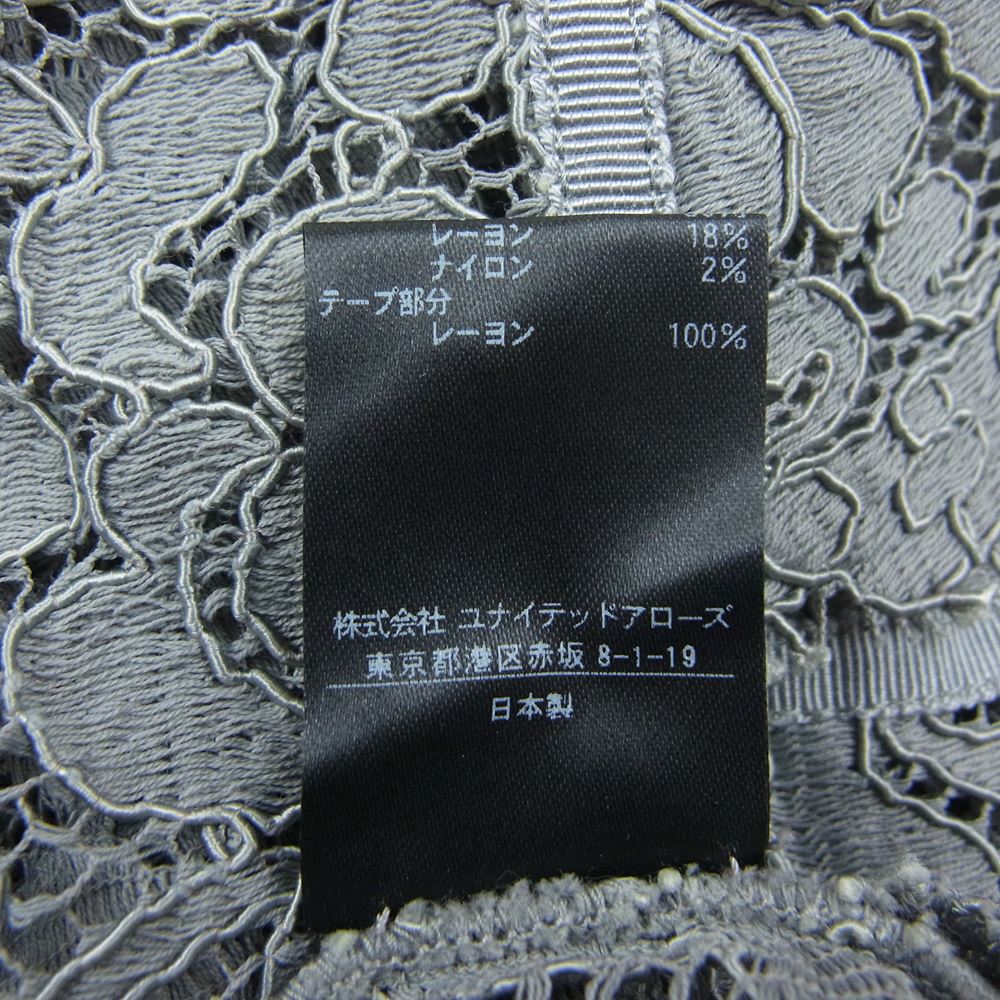 レーヨン 18%
ナイロン 2%
テープ部分
レーヨン 100%
株式会社 ユナイテッドアローズ
東京都港区赤坂 8-1-19
日本製